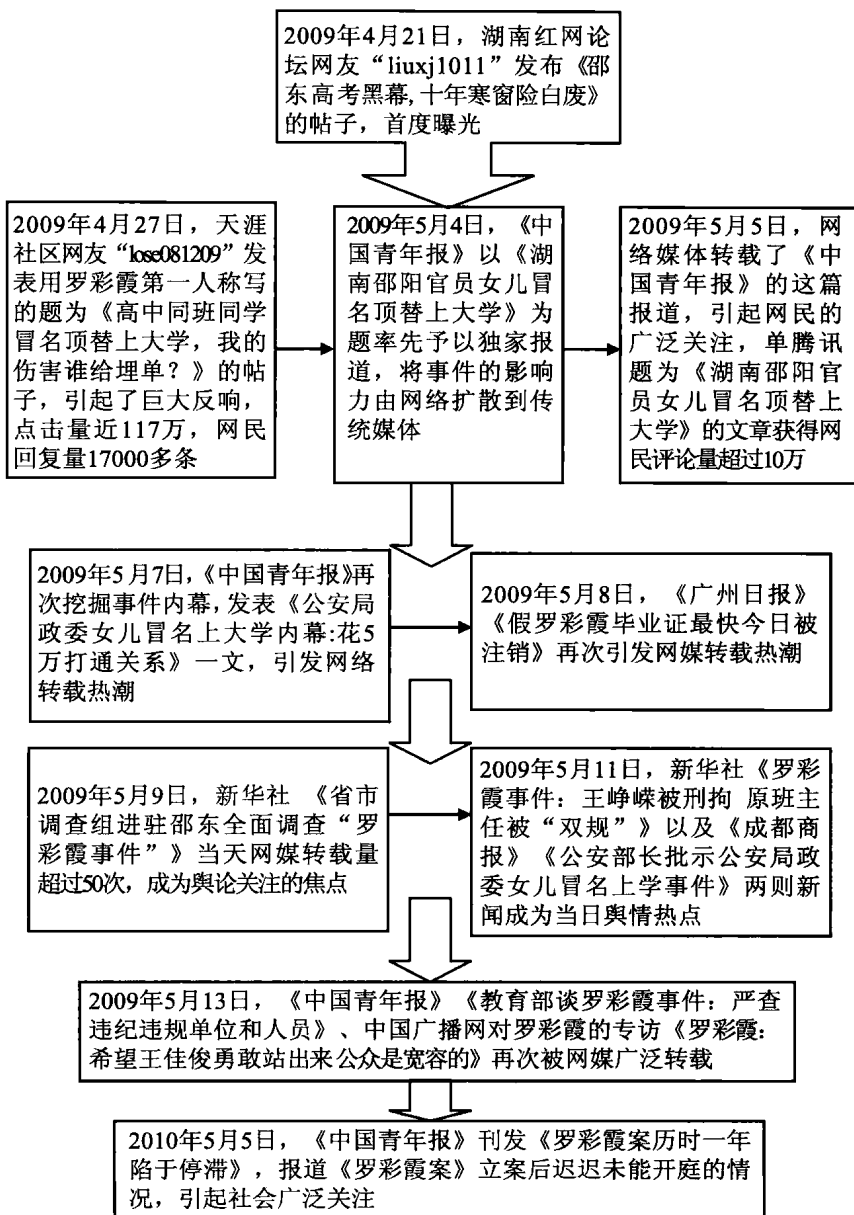 2009年4月21日，湖南红网论
坛网友“liuxj1011”发布《邵
东高考黑幕,十年寒窗险白废》
的帖子，首度曝光
2009年4月27日，天涯
社区网友“lose081209”发
表用罗彩霞第一人称写
的题为《高中同班同学
冒名顶替上大学，我的
伤害谁给埋单？》的帖
子，引起了巨大反响，
点击量近117万，网民
回复量17000多条
2009年5月4日，《中
国青年报》以《湖
南邵阳官员女儿冒
名顶替上大学》为
题率先予以独家报
道，将事件的影响
力由网络扩散到传
统媒体
2009年5月5日，网
络媒体转载了《中
国青年报》的这篇
报道，引起网民的
广泛关注，单腾讯
题为《湖南邵阳官
员女儿冒名顶替上
大学》的文章获得网
民评论量超过10万
2009年5月7日,《中国青年报》再
次挖掘事件内幕,发表《公安局
政委女儿冒名上大学内幕:花5
万打通关系》一文，引发网络
转载热潮
2009年5月8日，《广州日报》
《假罗彩霞毕业证最快今日被
注销》再次引发网媒转载热潮
2009年5月9日，新华社 《省市
调查组进驻邵东全面调查“罗
彩霞事件”》当天网媒转载量
超过50次，成为舆论关注的焦点
2009年5月11日，新华社《罗彩
霞事件：王峥嵘被刑拘 原班主
任被“双规”》以及《成都商
报》《公安部长批示公安局政
委女儿冒名上学事件》两则新
闻成为当日舆情热点
2009年5月13日，《中国青年报》《教育部谈罗彩霞事件：严查
违纪违规单位和人员》、中国广播网对罗彩霞的专访《罗彩霞：
希望王佳俊勇敢站出来公众是宽容的》再次被网媒广泛转载
2010年5月5日，《中国青年报》刊发《罗彩霞案历时一年
陷于停滞》，报道《罗彩霞案》立案后迟迟未能开庭的情
况，引起社会广泛关注